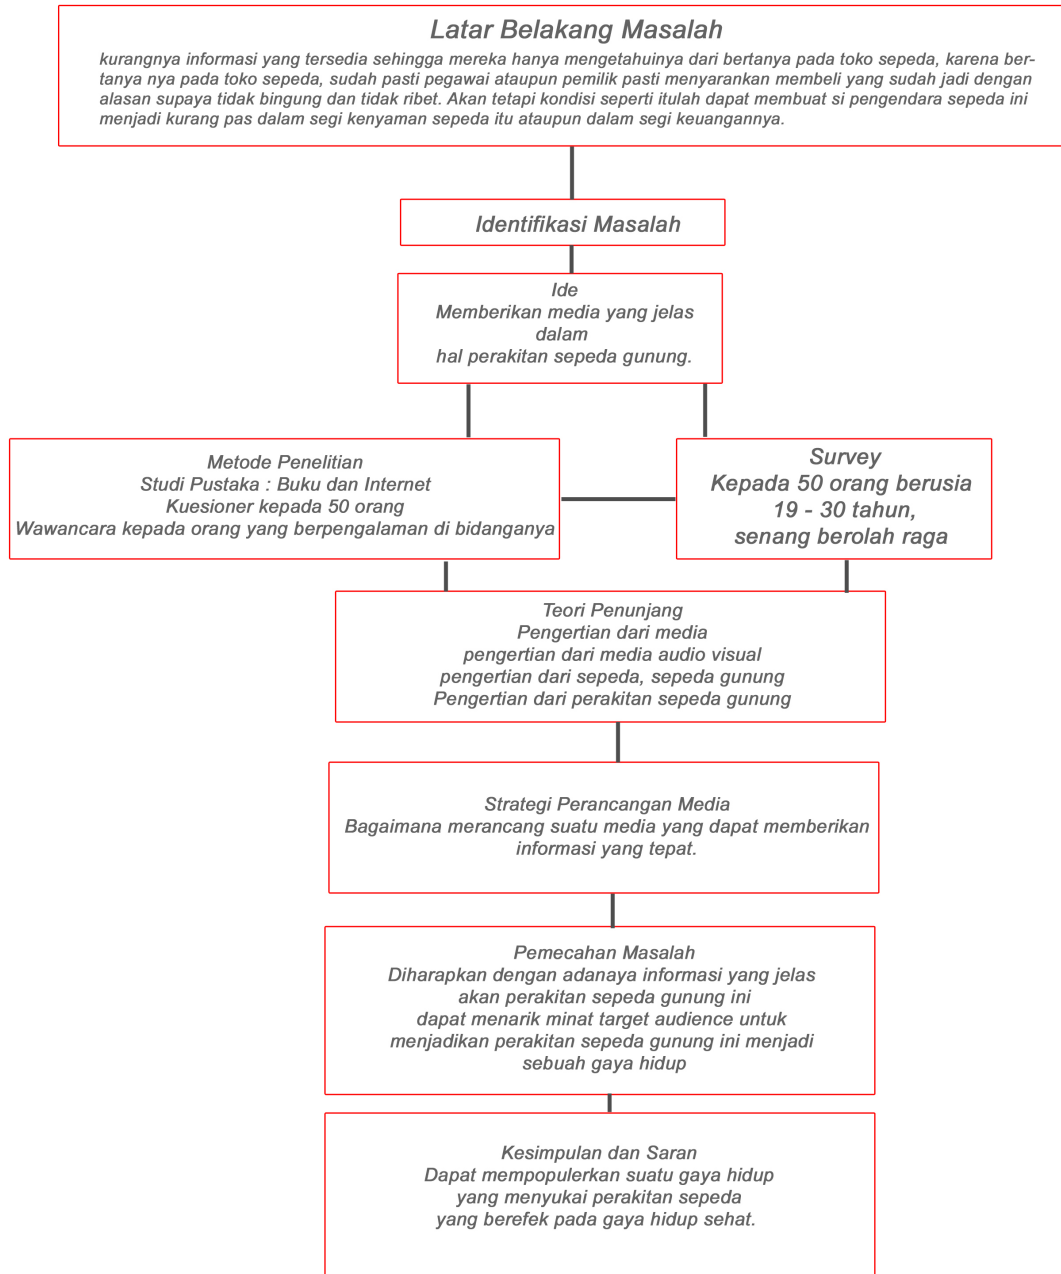 Latar Belakang Masalah
kurangnya informasi yang tersedia sehingga mereka hanya mengetahuinya dari bertanya pada toko sepeda, karena ber-
tanya nya pada toko sepeda, sudah pasti pegawai ataupun pemilik pasti menyarankan membeli yang sudah jadi dengan
alasan supaya tidak bingung dan tidak ribet. Akan tetapi kondisi seperti itulah dapat membuat si pengendara sepeda ini
menjadi kurang pas dalam segi kenyaman sepeda itu ataupun dalam segi keuangannya.
Identifikasi Masalah
Ide
Memberikan media yang jelas
dalam
hal perakitan sepeda gunung.
Metode Penelitian
Studi Pustaka : Buku dan Internet
Kuesioner kepada 50 orang
Wawancara kepada orang yang berpengalaman di bidanganya
Survey
Kepada 50 orang berusia
19 - 30 tahun,
senang berolah raga
Teori Penunjang
Pengertian dari media
pengertian dari media audio visual
pengertian dari sepeda, sepeda gunung
Pengertian dari perakitan sepeda gunung
Strategi Perancangan Media
Bagaimana merancang suatu media yang dapat memberikan
informasi yang tepat.
Pemecahan Masalah
Diharapkan dengan adanaya informasi yang jelas
akan perakitan sepeda gunung ini
dapat menarik minat target audience untuk
menjadikan perakitan sepeda gunung ini menjadi
sebuah gaya hidup
Kesimpulan dan Saran
Dapat mempopulerkan suatu gaya hidup
yang menyukai perakitan sepeda
yang berefek pada gaya hidup sehat.